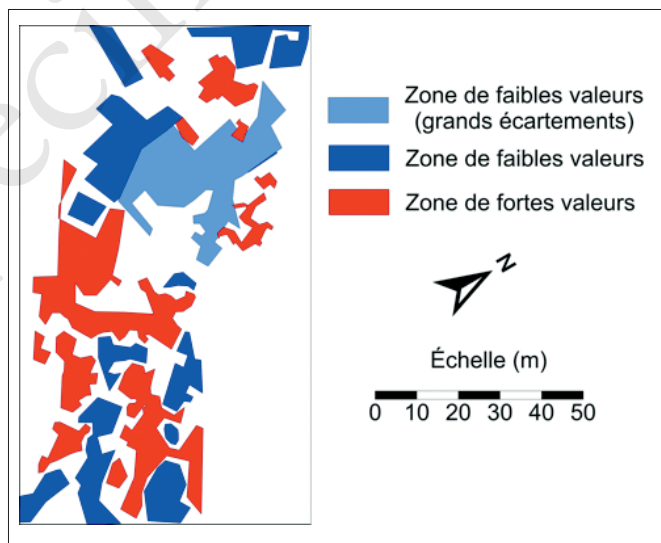 Zone de faibles valeurs
(grands écartements)
Zone de faibles valeurs
Zone de fortes valeurs
N
Échelle (m)
0 10 20 30 40 50